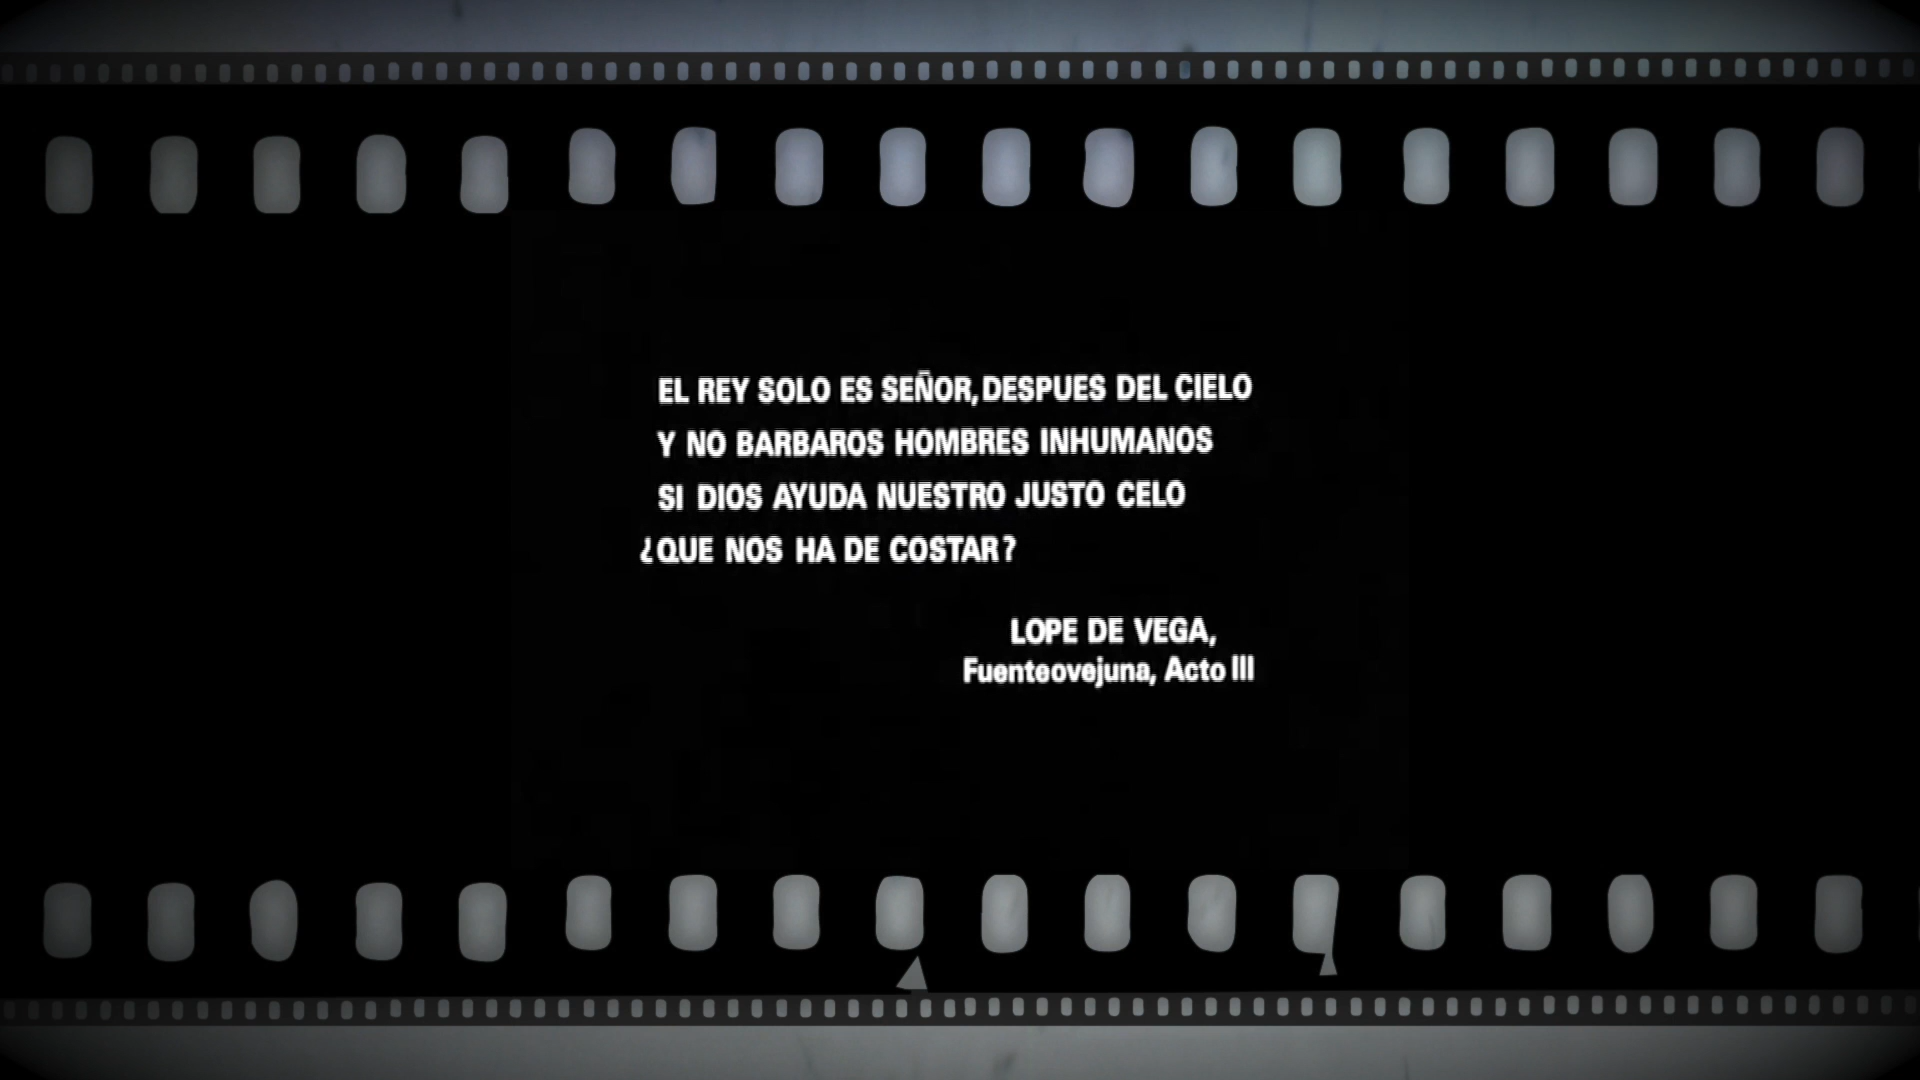 EL REY SOLO ES SEÑOR, DESPUES DEL CIELO
Y NO BARBAROS HOMBRES INHUMANOS
SI DIOS AYUDA NUESTRO JUSTO CELO
¿QUE NOS HA DE COSTAR?
LOPE DE VEGA,
Fuenteovejuna, Acto III